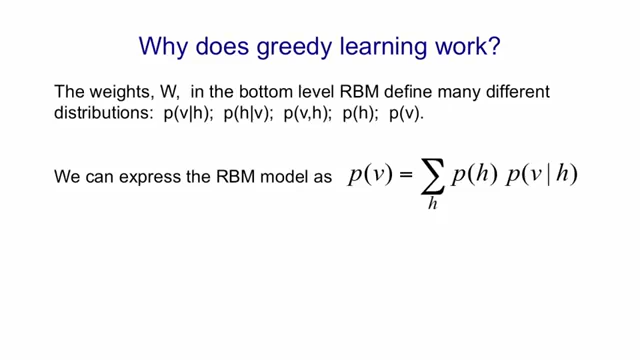 Why does greedy learning work?
The weights, W, in the bottom level RBM define many different
distributions: p(v|h); p(h|v); p(v,h); p(h); p(v).
We can express the RBM model as p(v) = ∑ p(h) p(v | h)
h